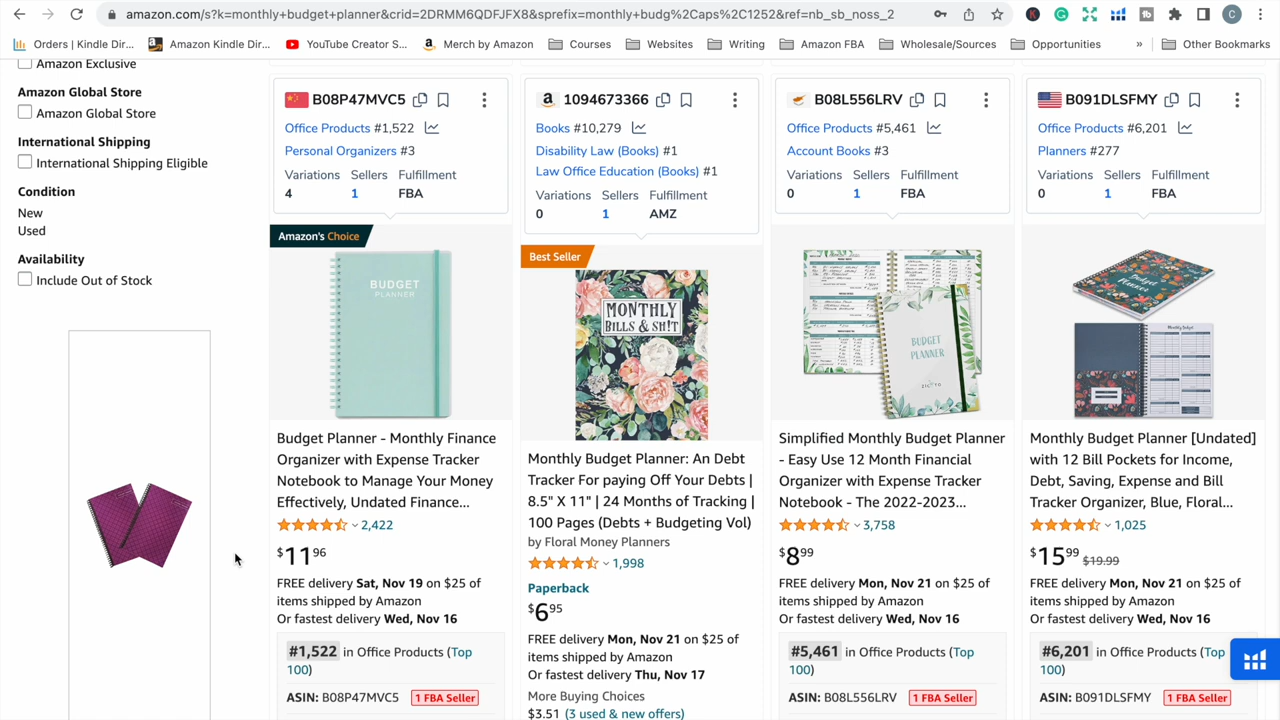 amazon.com/s?k=monthly+budget+planner&crid=2DRMM6QDFJFX8&sprefix=monthly+budg%2Caps%2C1252&ref=nb_sb_noss_2
Orders | Kindle Dir... Amazon Kindle Dir... YouTube Creator S... Merch by Amazon Courses Websites Writing Amazon FBA Wholesale/Sources Opportunities » Other Bookmarks
Amazon Exclusive
Amazon Global Store
Amazon Global Store
International Shipping
International Shipping Eligible
Condition
New
Used
Availability
Include Out of Stock
B08P47MVC5
Office Products #1,522
Personal Organizers #3
Variations Sellers Fulfillment
4 1 FBA
Amazon's Choice
BUDGET
PLANNER
Budget Planner - Monthly Finance
Organizer with Expense Tracker
Notebook to Manage Your Money
Effectively, Undated Finance...
2,422
$11 96
FREE delivery Sat, Nov 19 on $25 of
items shipped by Amazon
Or fastest delivery Wed, Nov 16
#1,522 in Office Products (Top
100)
ASIN: B08P47MVC5 1 FBA Seller
1094673366
Books #10,279
Disability Law (Books) #1
Law Office Education (Books) #1
Variations Sellers Fulfillment
0 1 AMZ
Best Seller
MONTHLY
BILLS & SH!T
Monthly Budget Planner: An Debt
Tracker For paying Off Your Debts |
8.5" X 11" | 24 Months of Tracking |
100 Pages (Debts + Budgeting Vol)
by Floral Money Planners
1,998
Paperback
$6 95
FREE delivery Mon, Nov 21 on $25 of
items shipped by Amazon
Or fastest delivery Thu, Nov 17
More Buying Choices
$3.51 (3 used & new offers)
B08L556LRV
Office Products #5,461
Account Books #3
Variations Sellers Fulfillment
0 1 FBA
BUDGET
PLANNER
Simplified Monthly Budget Planner
- Easy Use 12 Month Financial
Organizer with Expense Tracker
Notebook - The 2022-2023...
3,758
$8 99
FREE delivery Mon, Nov 21 on $25 of
items shipped by Amazon
Or fastest delivery Wed, Nov 16
#5,461 in Office Products (Top
100)
ASIN: B08L556LRV 1 FBA Seller
B091DLSFMY
Office Products #6,201
Planners #277
Variations Sellers Fulfillment
0 1 FBA
Monthly Budget
Monthly Budget Planner [Undated]
with 12 Bill Pockets for Income,
Debt, Saving, Expense and Bill
Tracker Organizer, Blue, Floral...
1,025
$15 99 $19.99
FREE delivery Mon, Nov 21 on $25 of
items shipped by Amazon
Or fastest delivery Wed, Nov 16
#6,201 in Office Products (Top
100)
ASIN: B091DLSFMY 1 FBA Seller